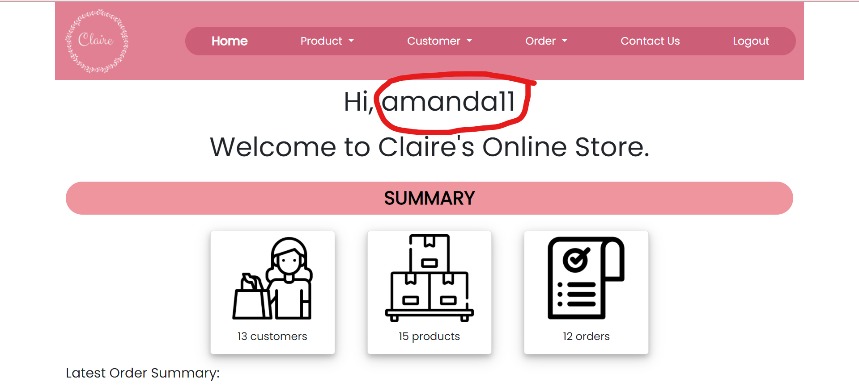 Claire
Home Product Customer Order Contact Us Logout
Hi, amanda11
Welcome to Claire's Online Store.
SUMMARY
13 customers 15 products 12 orders
Latest Order Summary: